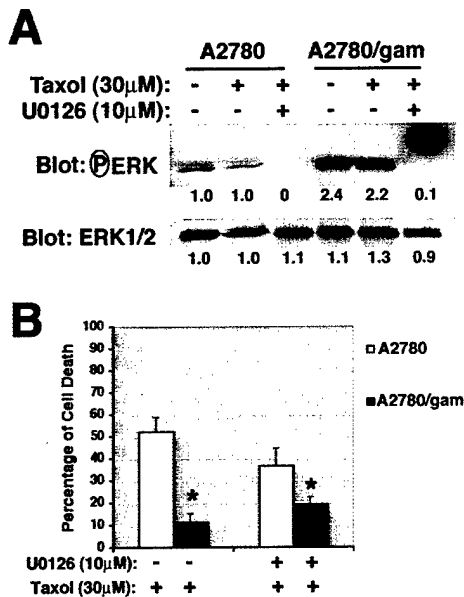 A
A2780 A2780/gam
Taxol (30µM): - + + - + +
U0126 (10µM): - - + - - +
Blot: PERK
1.0 1.0 0 2.4 2.2 0.1
Blot: ERK1/2
1.0 1.0 1.1 1.1 1.3 0.9
B
Percentage of Cell Death
100
90
80
70
60
50
40
30
20
10
0
* *
A2780
A2780/gam
U0126 (10µM): - - + +
Taxol (30µM): + + + +